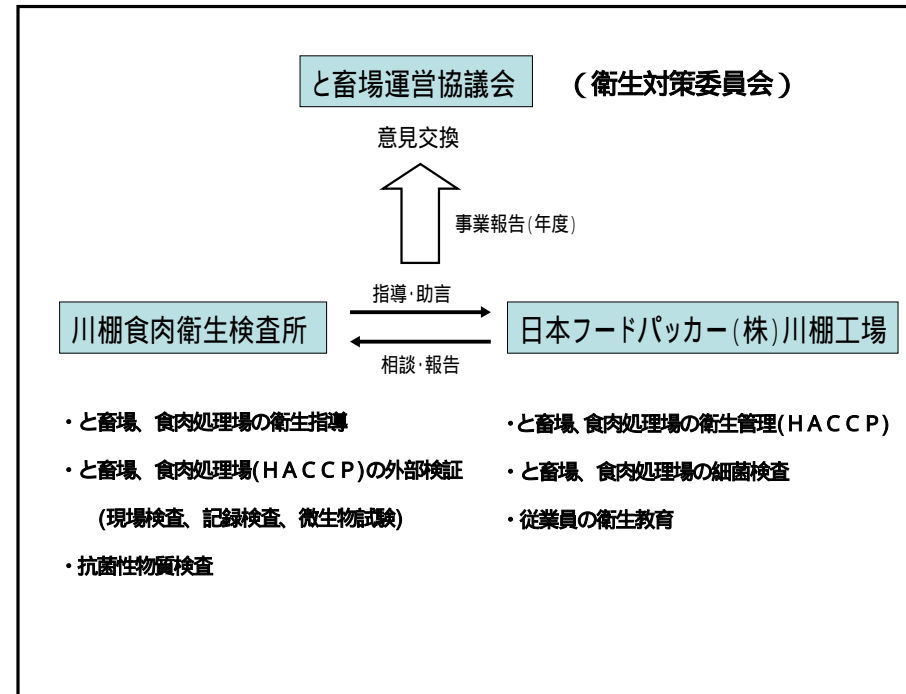 と畜場運営協議会 (衛生対策委員会)
意見交換
事業報告(年度)
指導・助言
川棚食肉衛生検査所
日本フードパッカー(株)川棚工場
相談・報告
・と畜場、食肉処理場の衛生指導
・と畜場、食肉処理場(HACCP)の外部検証
(現場検査、記録検査、微生物試験)
・抗菌性物質検査
・と畜場、食肉処理場の衛生管理(HACCP)
・と畜場、食肉処理場の細菌検査
・従業員の衛生教育